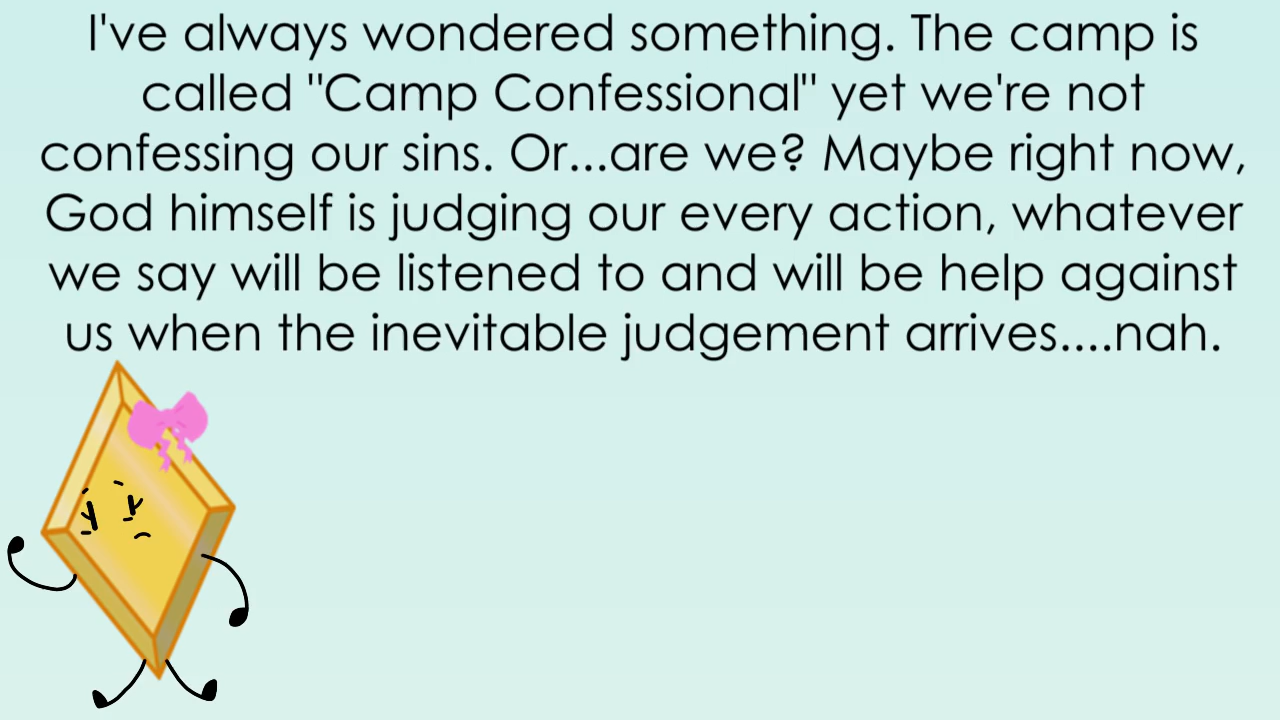 I've always wondered something. The camp is
called "Camp Confessional" yet we're not
confessing our sins. Or...are we? Maybe right now,
God himself is judging our every action, whatever
we say will be listened to and will be help against
us when the inevitable judgement arrives....nah.